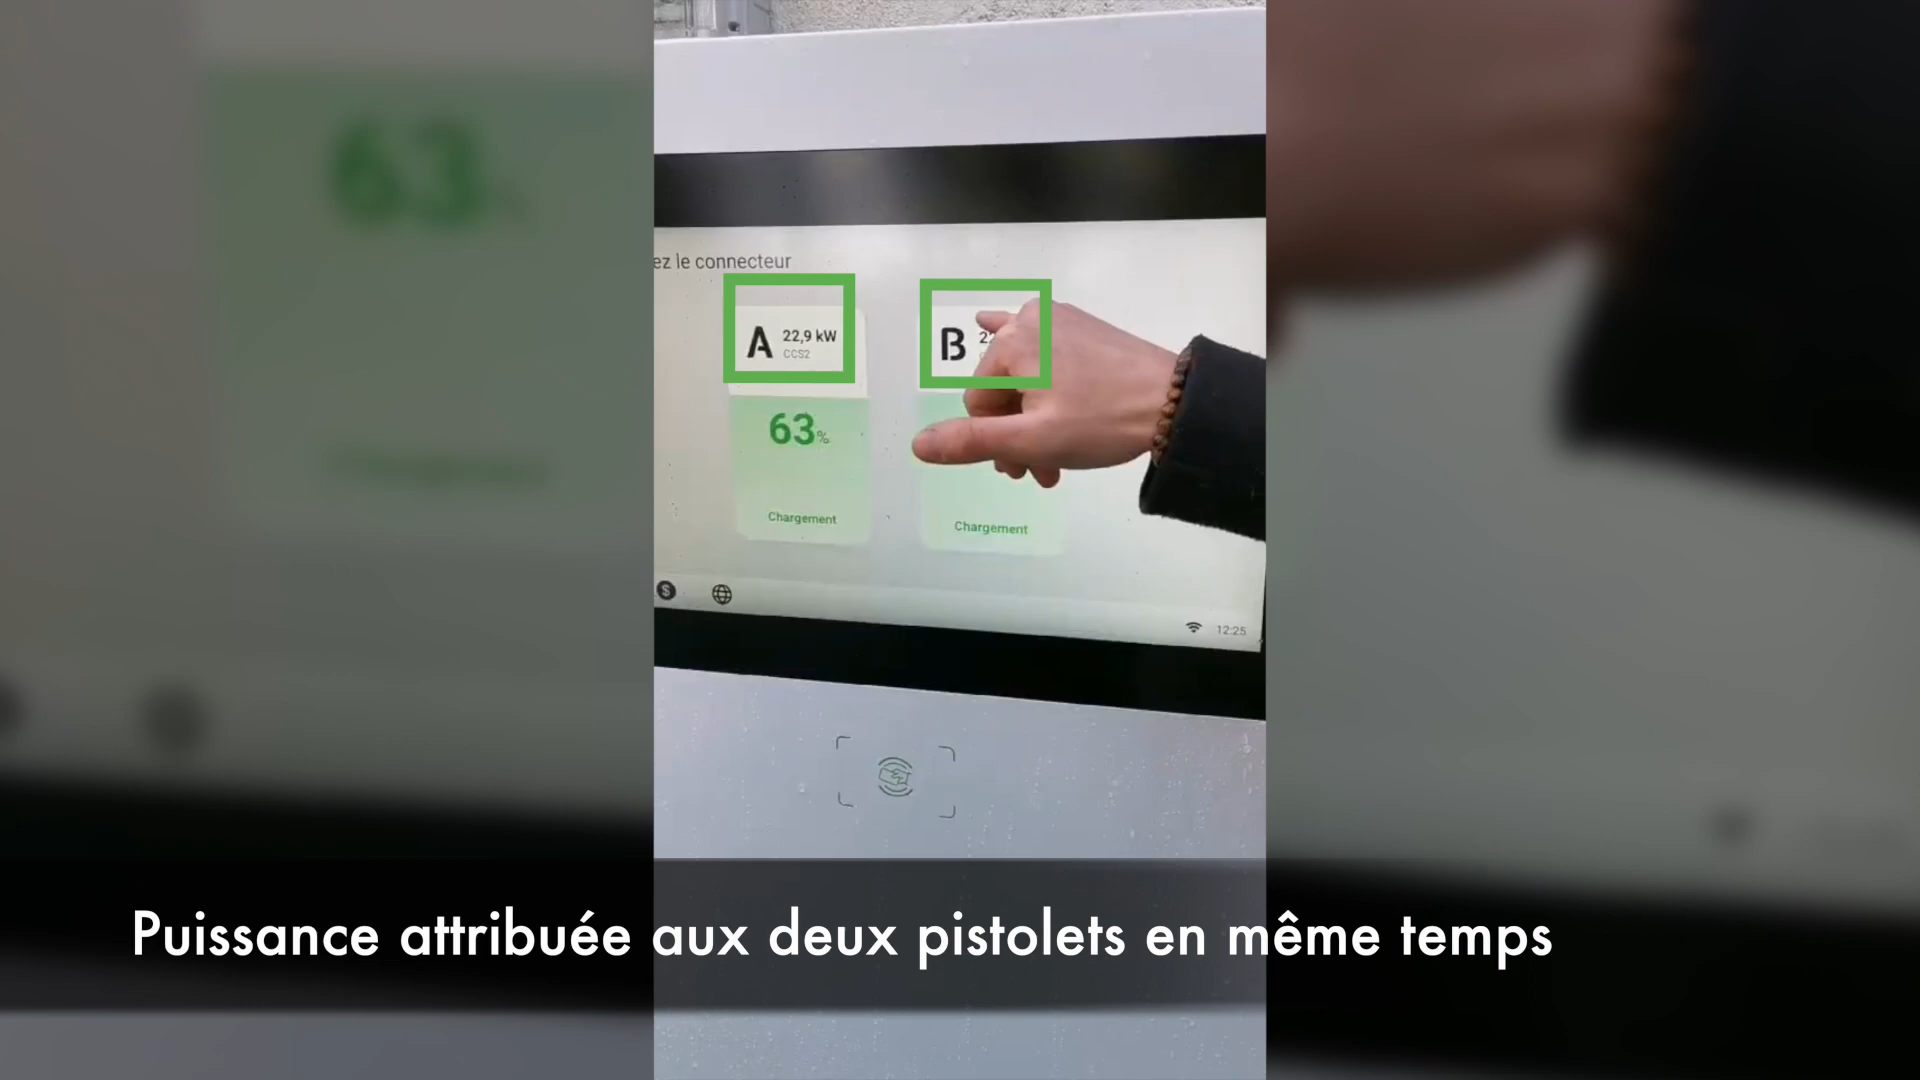 ez le connecteur
A 22,9 kW
CCS2
B
63%
Chargement
Chargement
12:25
Puissance attribuée aux deux pistolets en même temps
63